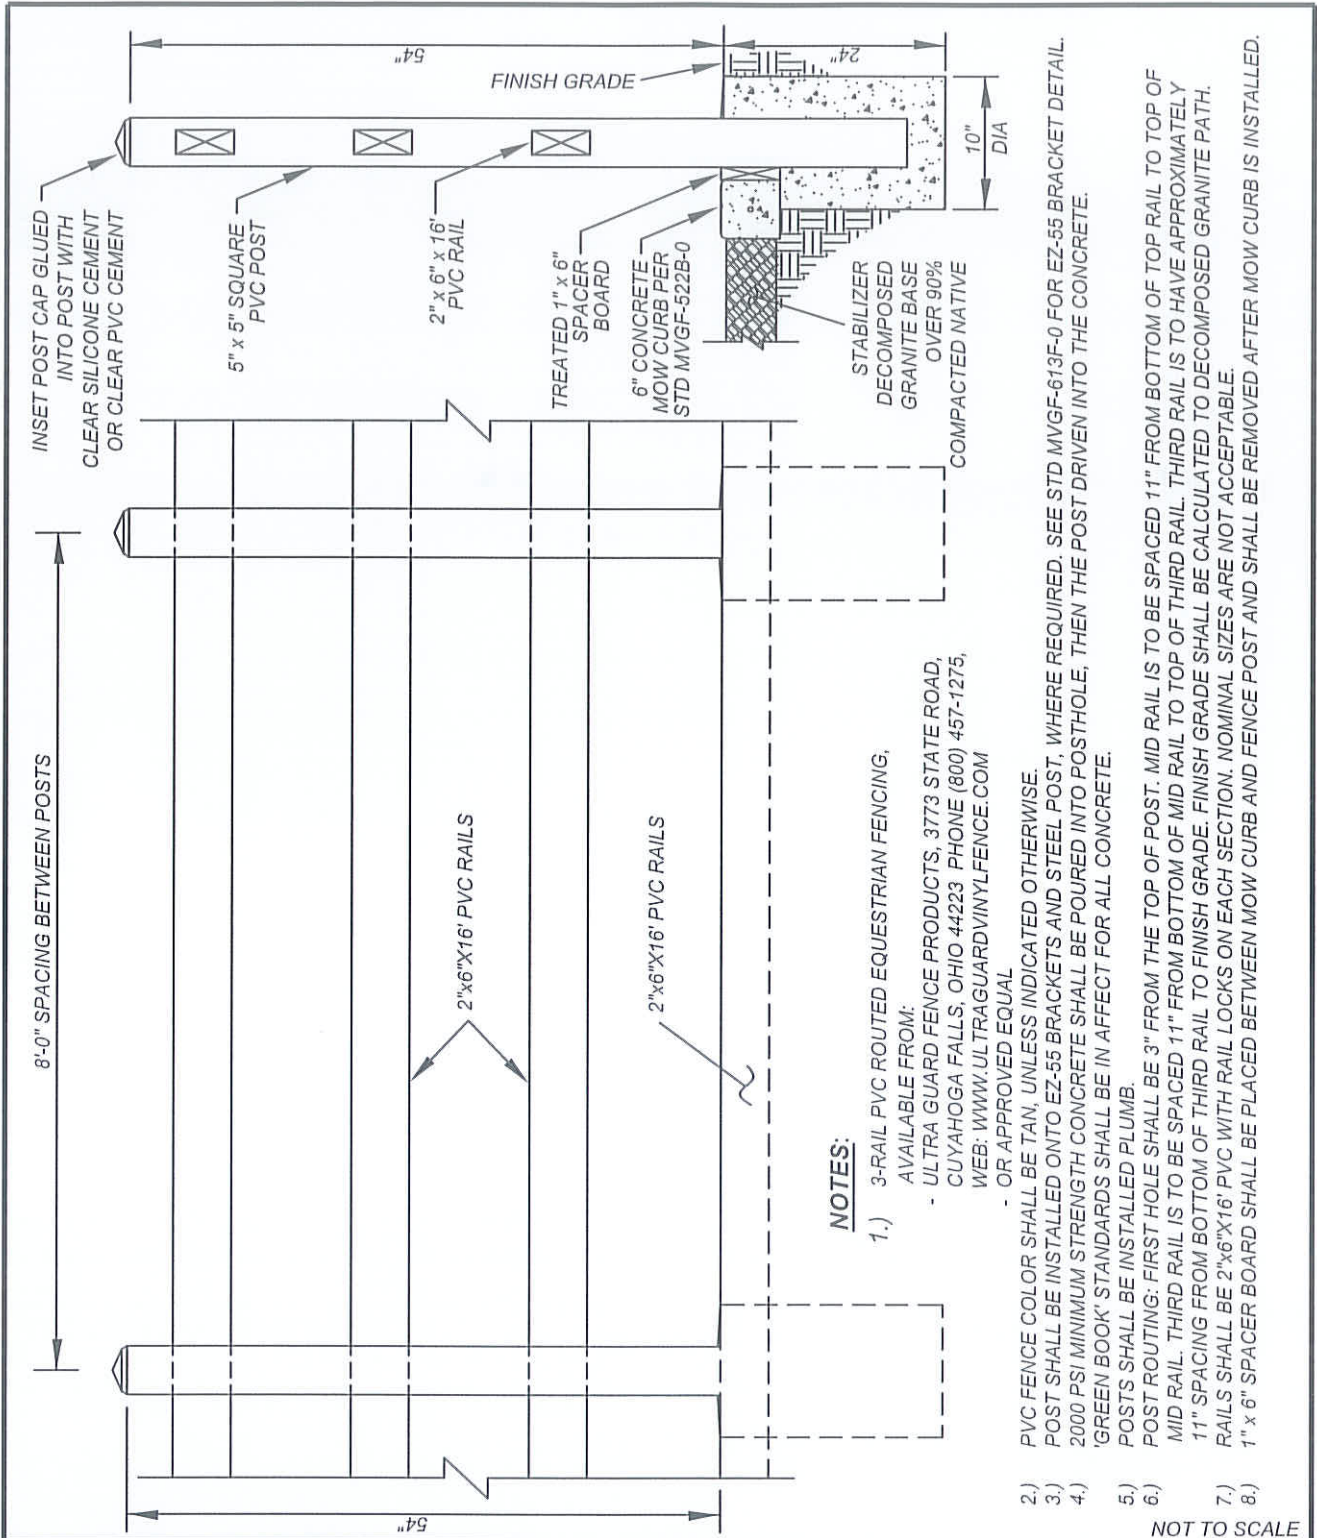 8'-0" SPACING BETWEEN POSTS
54"
2"x6"X16' PVC RAILS
2"x6"X16' PVC RAILS
INSET POST CAP GLUED
INTO POST WITH
CLEAR SILICONE CEMENT
OR CLEAR PVC CEMENT
5" x 5" SQUARE
PVC POST
2" x 6" x 16'
PVC RAIL
TREATED 1" x 6"
SPACER
BOARD
6" CONCRETE
MOW CURB PER
STD MVGF-522B-0
STABILIZER
DECOMPOSED
GRANITE BASE
OVER 90%
COMPACTED NATIVE
54"
FINISH GRADE
24"
10"
DIA
NOTES:
1.) 3-RAIL PVC ROUTED EQUESTRIAN FENCING,
AVAILABLE FROM:
- ULTRA GUARD FENCE PRODUCTS, 3773 STATE ROAD,
CUYAHOGA FALLS, OHIO 44223 PHONE (800) 457-1275,
WEB: WWW.ULTRAGUARDVINYLFENCE.COM
- OR APPROVED EQUAL
2.) PVC FENCE COLOR SHALL BE TAN, UNLESS INDICATED OTHERWISE.
3.) POST SHALL BE INSTALLED ONTO EZ-55 BRACKETS AND STEEL POST, WHERE REQUIRED. SEE STD MVGF-613F-0 FOR EZ-55 BRACKET DETAIL.
4.) 2000 PSI MINIMUM STRENGTH CONCRETE SHALL BE POURED INTO POSTHOLE, THEN THE POST DRIVEN INTO THE CONCRETE.
'GREEN BOOK' STANDARDS SHALL BE IN AFFECT FOR ALL CONCRETE.
5.) POSTS SHALL BE INSTALLED PLUMB.
6.) POST ROUTING: FIRST HOLE SHALL BE 3" FROM THE TOP OF POST. MID RAIL IS TO BE SPACED 11" FROM BOTTOM OF TOP RAIL TO TOP OF
MID RAIL. THIRD RAIL IS TO BE SPACED 11" FROM BOTTOM OF MID RAIL TO TOP OF THIRD RAIL. THIRD RAIL IS TO HAVE APPROXIMATELY
11" SPACING FROM BOTTOM OF THIRD RAIL TO FINISH GRADE. FINISH GRADE SHALL BE CALCULATED TO DECOMPOSED GRANITE PATH.
7.) RAILS SHALL BE 2"x6"X16' PVC WITH RAIL LOCKS ON EACH SECTION. NOMINAL SIZES ARE NOT ACCEPTABLE.
8.) 1" x 6" SPACER BOARD SHALL BE PLACED BETWEEN MOW CURB AND FENCE POST AND SHALL BE REMOVED AFTER MOW CURB IS INSTALLED.
NOT TO SCALE